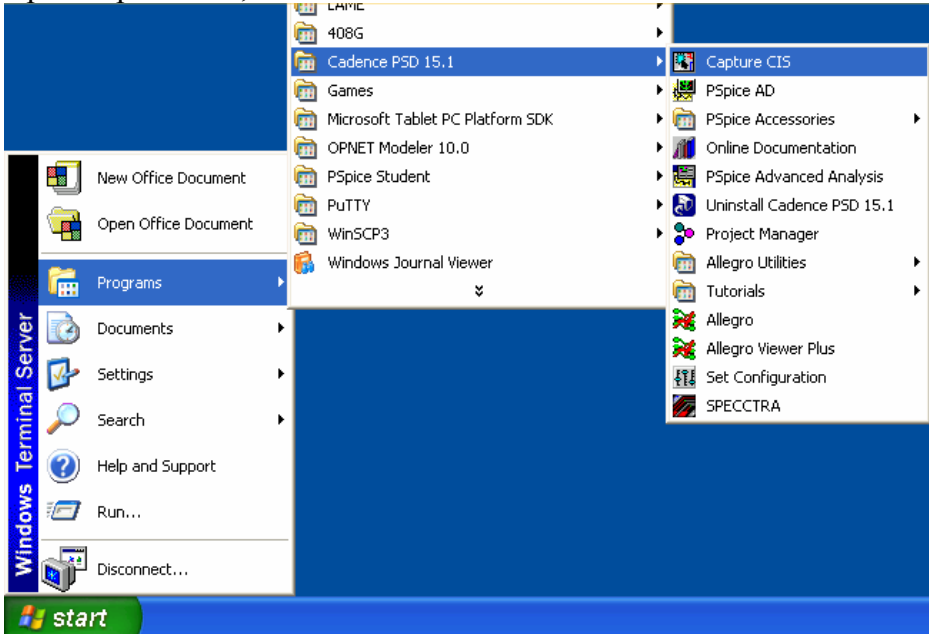 LAME
408G
Cadence PSD 15.1
Games
Microsoft Tablet PC Platform SDK
OPNET Modeler 10.0
PSpice Student
PuTTY
WinSCP3
Windows Journal Viewer
Capture CIS
PSpice AD
PSpice Accessories
Online Documentation
PSpice Advanced Analysis
Uninstall Cadence PSD 15.1
Project Manager
Allegro Utilities
Tutorials
Allegro
Allegro Viewer Plus
Set Configuration
SPECCTRA
New Office Document
Open Office Document
Programs
Documents
Settings
Search
Help and Support
Run...
Disconnect...
Windows Terminal Server
start